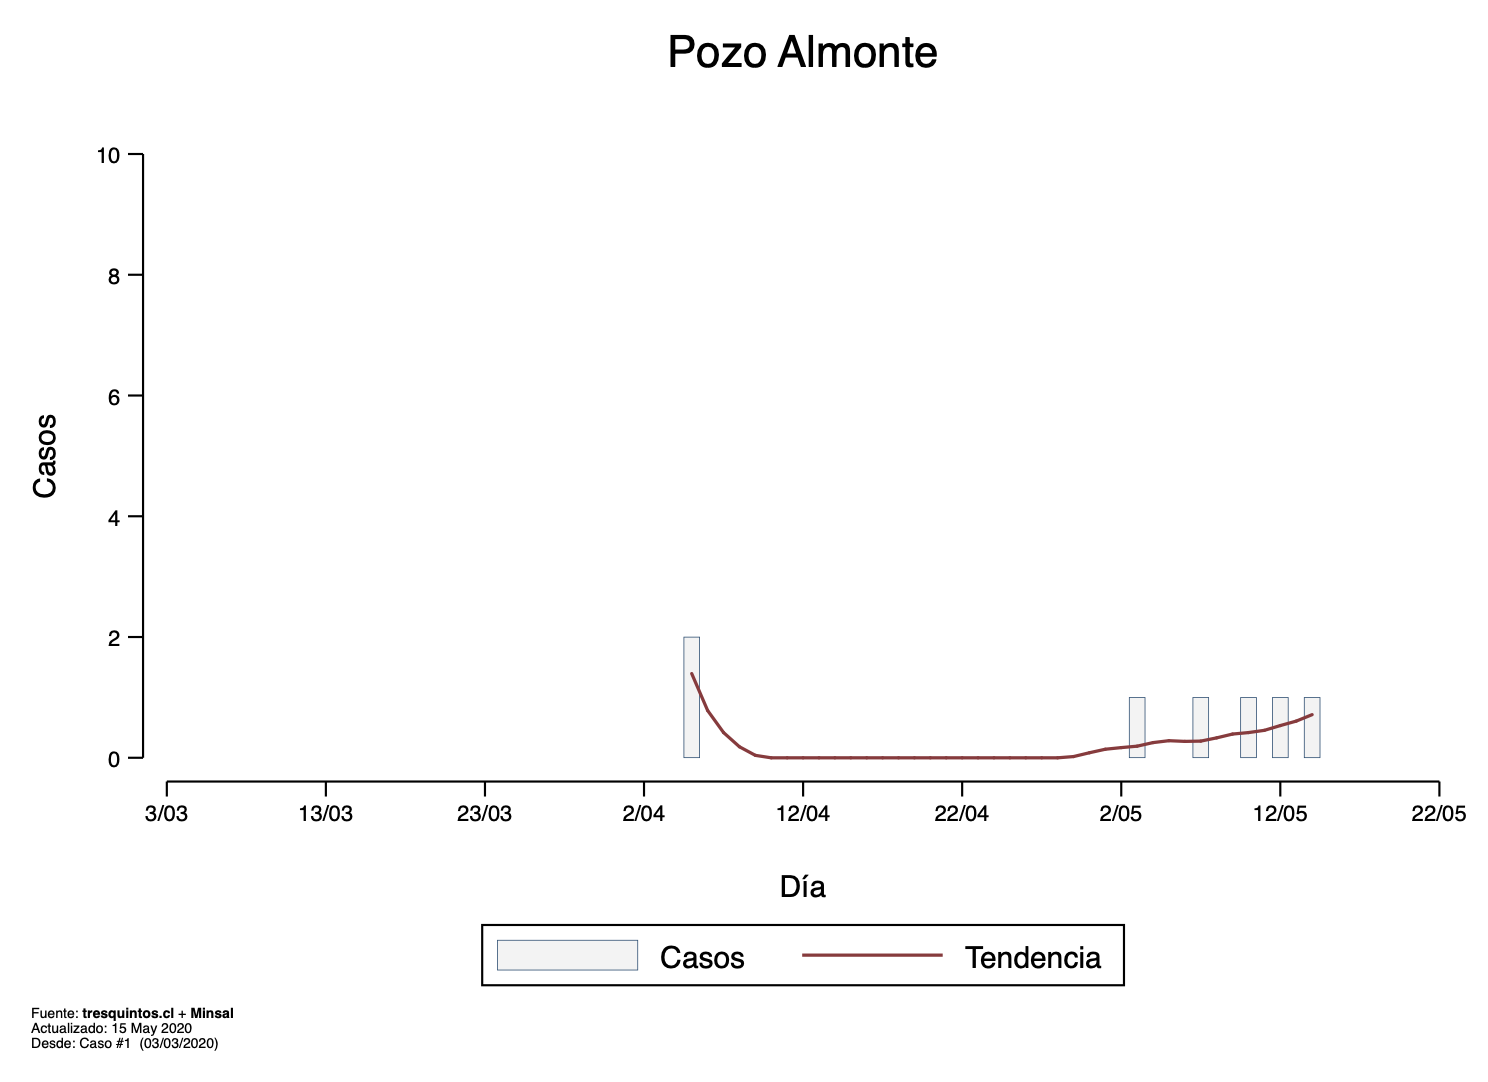 Pozo Almonte
10
8
6
4
2
0
Casos
3/03 13/03 23/03 2/04 12/04 22/04 2/05 12/05 22/05
Día
Casos Tendencia
Fuente: tresquintos.cl + Minsal
Actualizado: 15 May 2020
Desde: Caso #1 (03/03/2020)